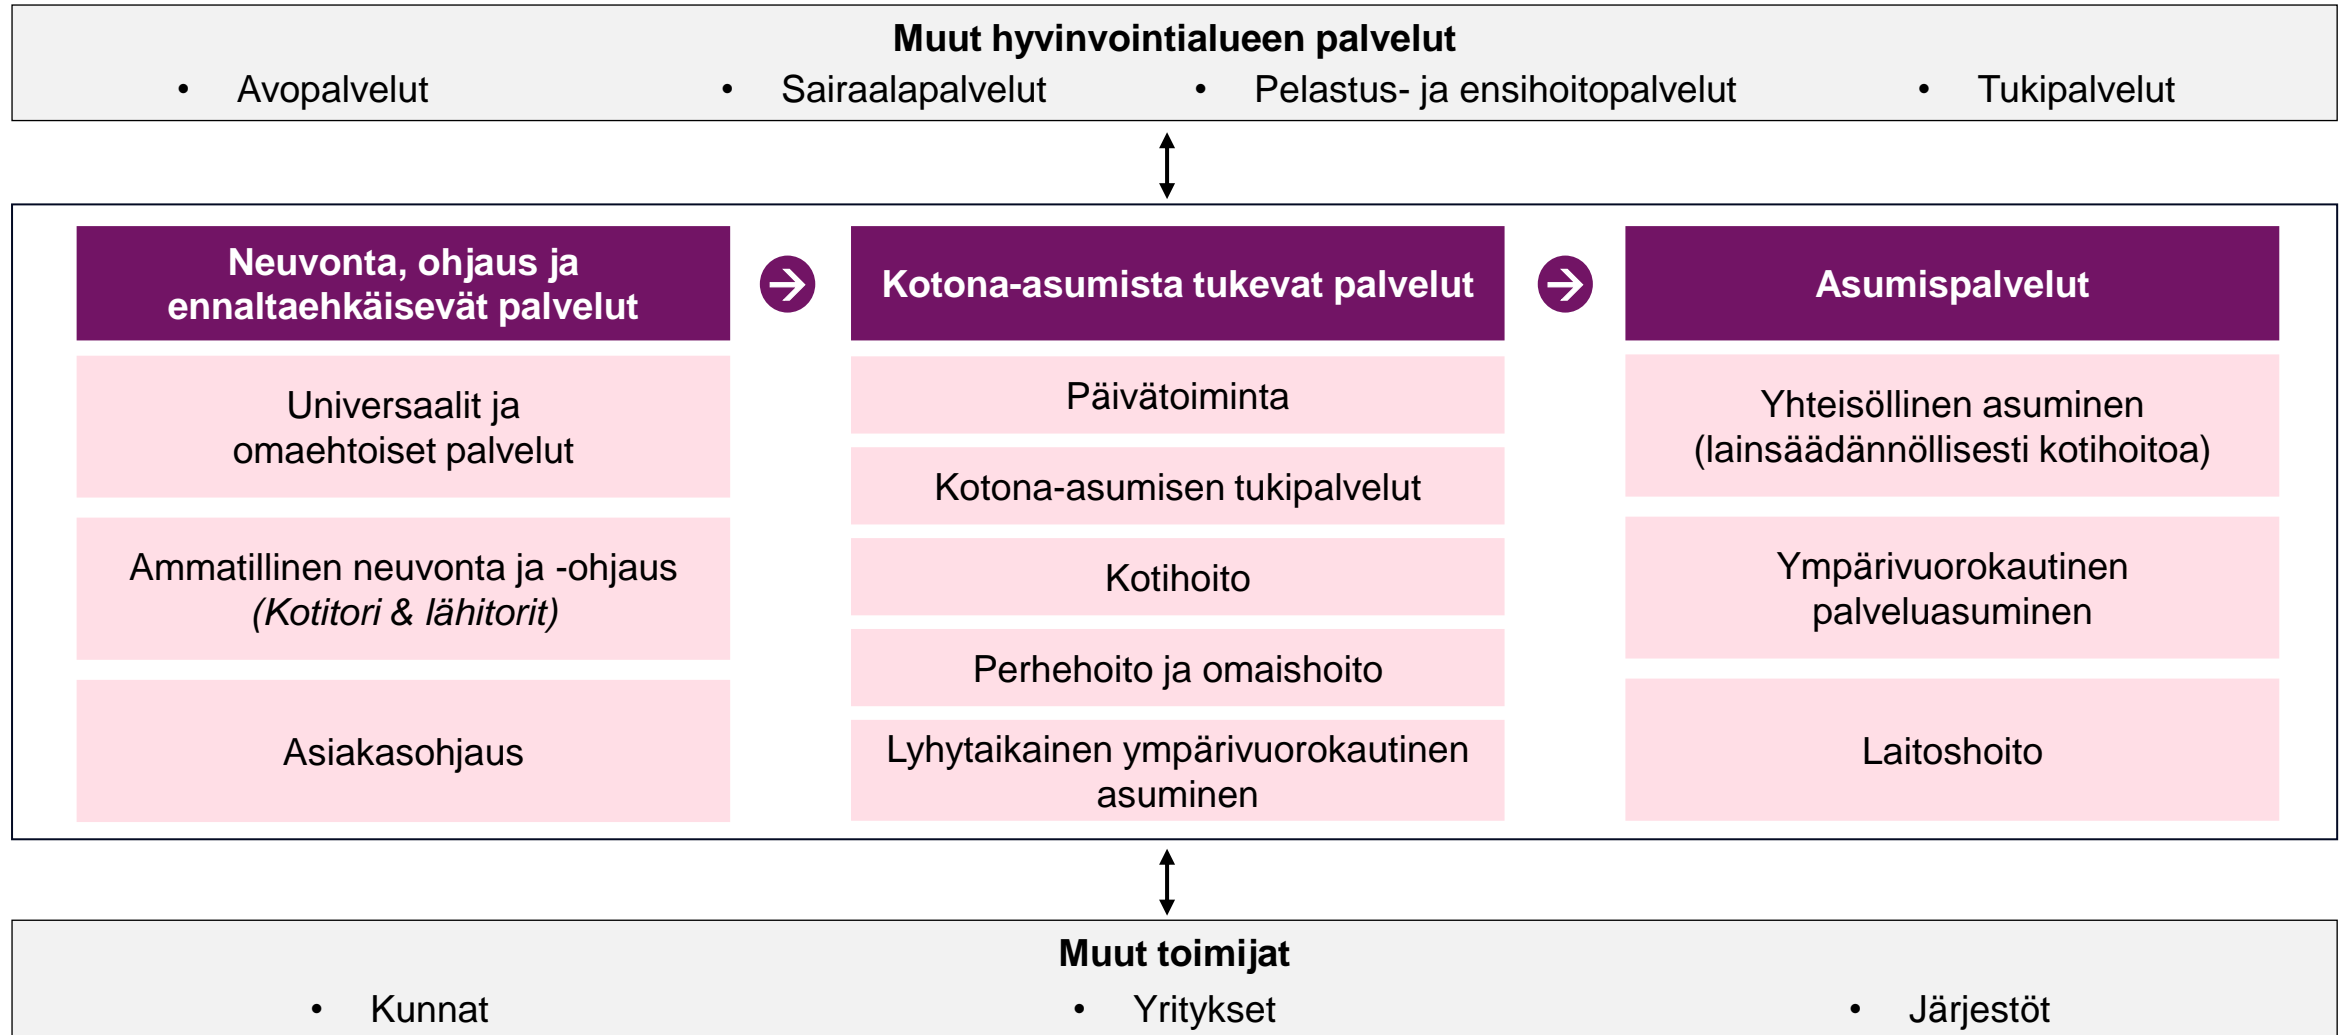 Muut hyvinvointialueen palvelut
• Avopalvelut • Sairaalapalvelut • Pelastus- ja ensihoitopalvelut • Tukipalvelut
Neuvonta, ohjaus ja
ennaltaehkäisevät palvelut
Universaalit ja
omaehtoiset palvelut
Ammatillinen neuvonta ja -ohjaus
(Kotitori & lähitorit)
Asiakasohjaus
Kotona-asumista tukevat palvelut
Päivätoiminta
Kotona-asumisen tukipalvelut
Kotihoito
Perhehoito ja omaishoito
Lyhytaikainen ympärivuorokautinen
asuminen
Asumispalvelut
Yhteisöllinen asuminen
(lainsäädännöllisesti kotihoitoa)
Ympärivuorokautinen
palveluasuminen
Laitoshoito
Muut toimijat
• Kunnat • Yritykset • Järjestöt